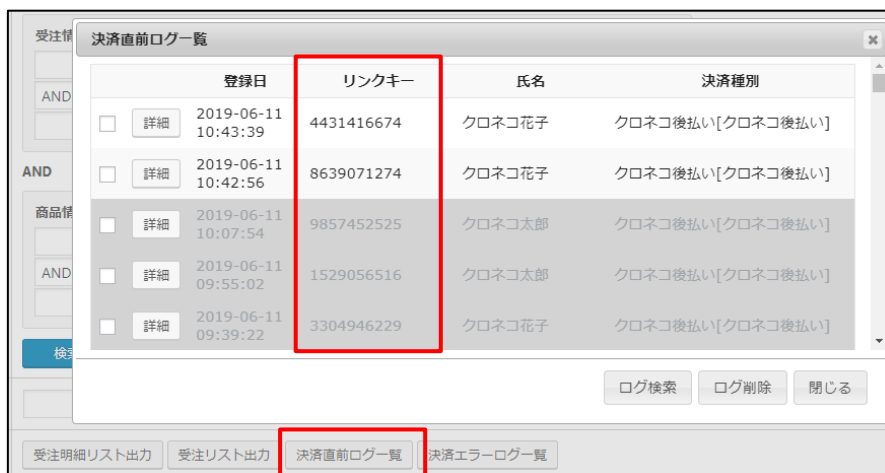 受注情
決済直前ログ一覧
登録日 リンクキー 氏名 決済種別
AND
詳細 2019-06-11 10:43:39 4431416674 クロネコ花子 クロネコ後払い[クロネコ後払い]
詳細 2019-06-11 10:42:56 8639071274 クロネコ花子 クロネコ後払い[クロネコ後払い]
AND
商品情
詳細 2019-06-11 10:07:54 9857452525 クロネコ太郎 クロネコ後払い[クロネコ後払い]
AND
詳細 2019-06-11 09:55:02 1529056516 クロネコ太郎 クロネコ後払い[クロネコ後払い]
詳細 2019-06-11 09:39:22 3304946229 クロネコ花子 クロネコ後払い[クロネコ後払い]
検
ログ検索 ログ削除 閉じる
受注明細リスト出力 受注リスト出力 決済直前ログ一覧 決済エラーログ一覧